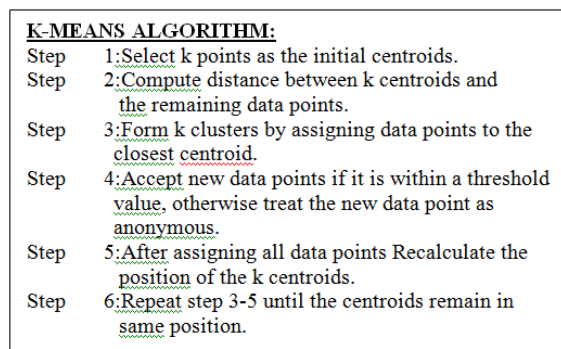 K-MEANS ALGORITHM:
Step 1:Select k points as the initial centroids.
Step 2:Compute distance between k centroids and
the remaining data points.
Step 3:Form k clusters by assigning data points to the
closest centroid.
Step 4:Accept new data points if it is within a threshold
value, otherwise treat the new data point as
anonymous.
Step 5:After assigning all data points Recalculate the
position of the k centroids.
Step 6:Repeat step 3-5 until the centroids remain in
same position.